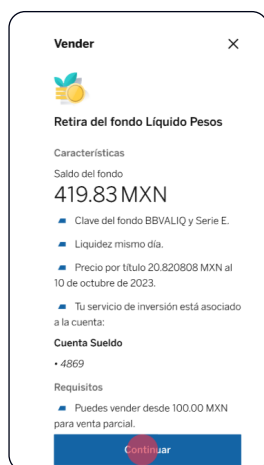 Vender
Retira del fondo Líquido Pesos
Características
Saldo del fondo
419.83 MXN
Clave del fondo BBVALIQ y Serie E.
Liquidez mismo día.
Precio por título 20.820808 MXN al
10 de octubre de 2023.
Tu servicio de inversión está asociado
a la cuenta:
Cuenta Sueldo
• 4869
Requisitos
Puedes vender desde 100.00 MXN
para venta parcial.
Continuar